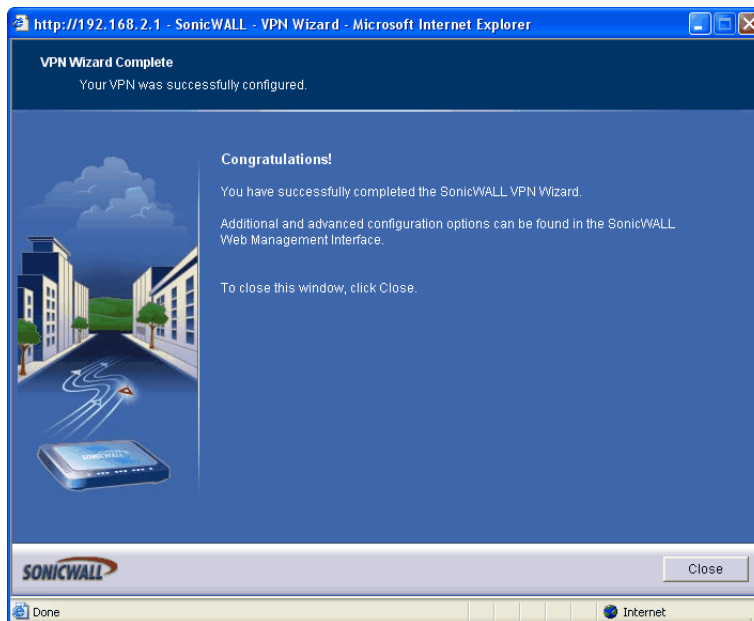 http://192.168.2.1 - SonicWALL - VPN Wizard - Microsoft Internet Explorer
VPN Wizard Complete
Your VPN was successfully configured.
Congratulations!
You have successfully completed the SonicWALL VPN Wizard.
Additional and advanced configuration options can be found in the SonicWALL
Web Management Interface.
To close this window, click Close.
SONICWALL
SONICWALL
Close
Done
Internet